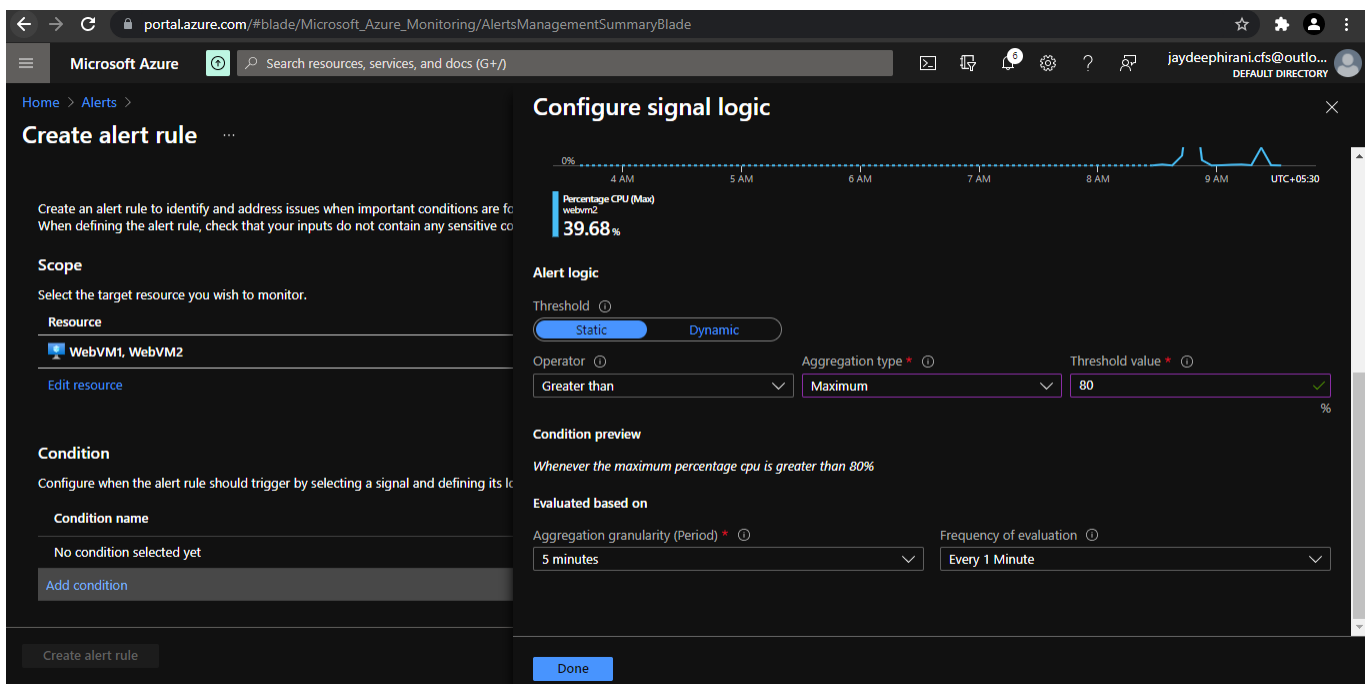 portal.azure.com/#blade/Microsoft_Azure_Monitoring/AlertsManagementSummaryBlade
Microsoft Azure
Search resources, services, and docs (G+/)
6
jaydeephirani.cfs@outlo...
DEFAULT DIRECTORY
Home > Alerts >
Create alert rule ...
Create an alert rule to identify and address issues when important conditions are fo
When defining the alert rule, check that your inputs do not contain any sensitive co
Scope
Select the target resource you wish to monitor.
Resource
WebVM1, WebVM2
Edit resource
Condition
Configure when the alert rule should trigger by selecting a signal and defining its lo
Condition name
No condition selected yet
Add condition
Create alert rule
Configure signal logic
0%
4 AM 5 AM 6 AM 7 AM 8 AM 9 AM UTC+05:30
Percentage CPU (Max)
webvm2
39.68 %
Alert logic
Threshold
Static Dynamic
Operator Aggregation type * Threshold value *
Greater than Maximum 80
%
Condition preview
Whenever the maximum percentage cpu is greater than 80%
Evaluated based on
Aggregation granularity (Period) * Frequency of evaluation
5 minutes Every 1 Minute
Done